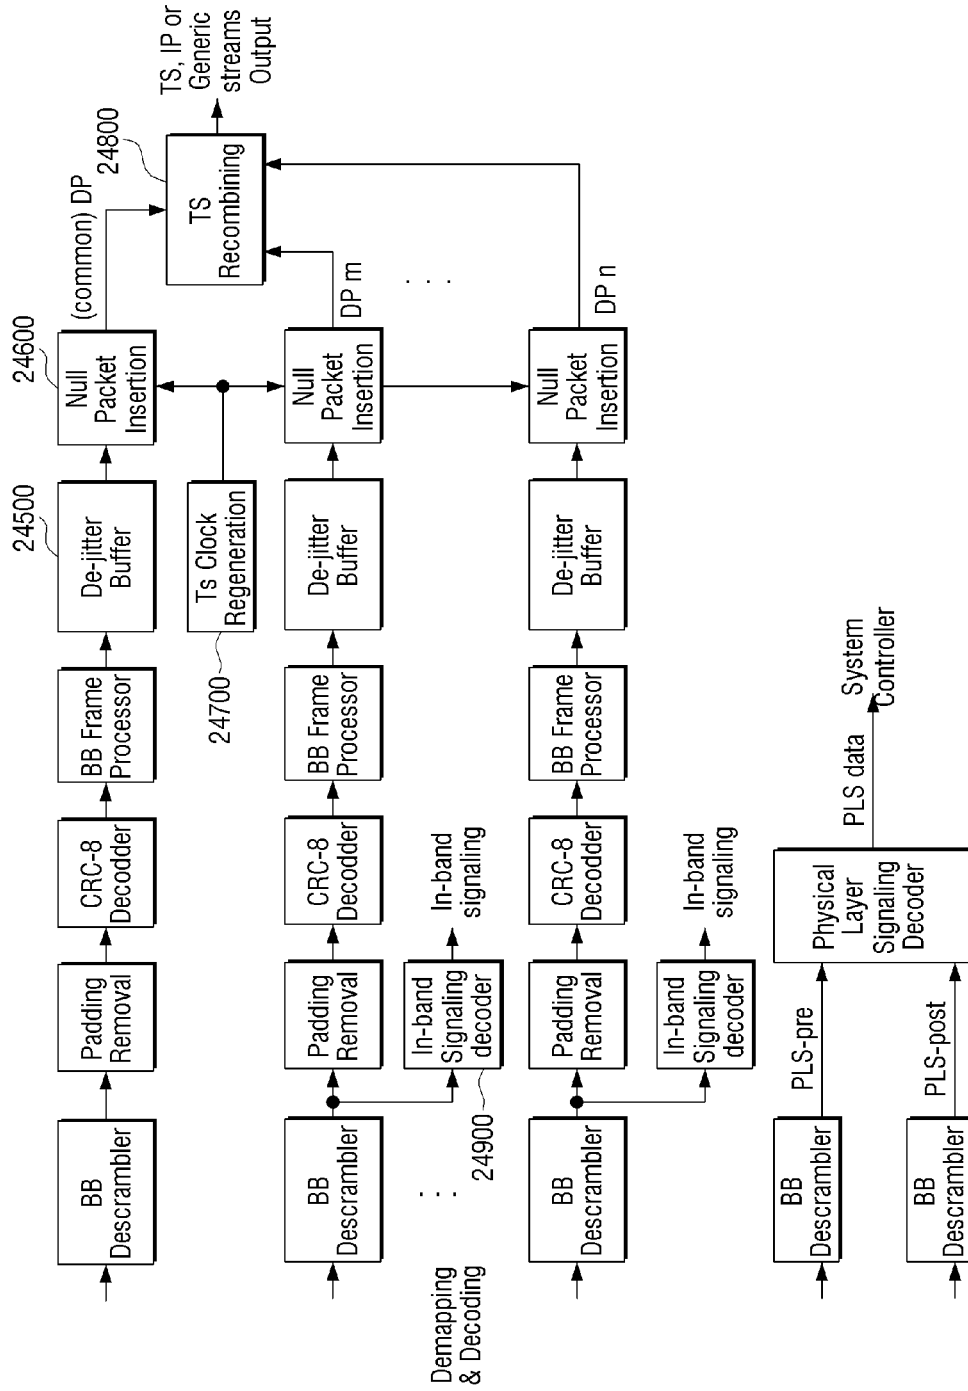 Demapping
& Decoding
BB
Descrambler
Padding
Removal
CRC-8
Decodder
BB Frame
Processor
24500
De-jitter
Buffer
24600
Null
Packet
Insertion
(common) DP
24800
TS
Recombining
TS, IP or
Generic
streams
Output
24700
Ts Clock
Regeneration
BB
Descrambler
Padding
Removal
CRC-8
Decodder
BB Frame
Processor
De-jitter
Buffer
Null
Packet
Insertion
DP m
24900
In-band
Signaling
decoder
In-band
signaling
. . .
. . .
BB
Descrambler
Padding
Removal
CRC-8
Decodder
BB Frame
Processor
De-jitter
Buffer
Null
Packet
Insertion
DP n
In-band
Signaling
decoder
In-band
signaling
BB
Descrambler
PLS-pre
Physical
Layer
Signaling
Decoder
PLS data
System
Controller
BB
Descrambler
PLS-post